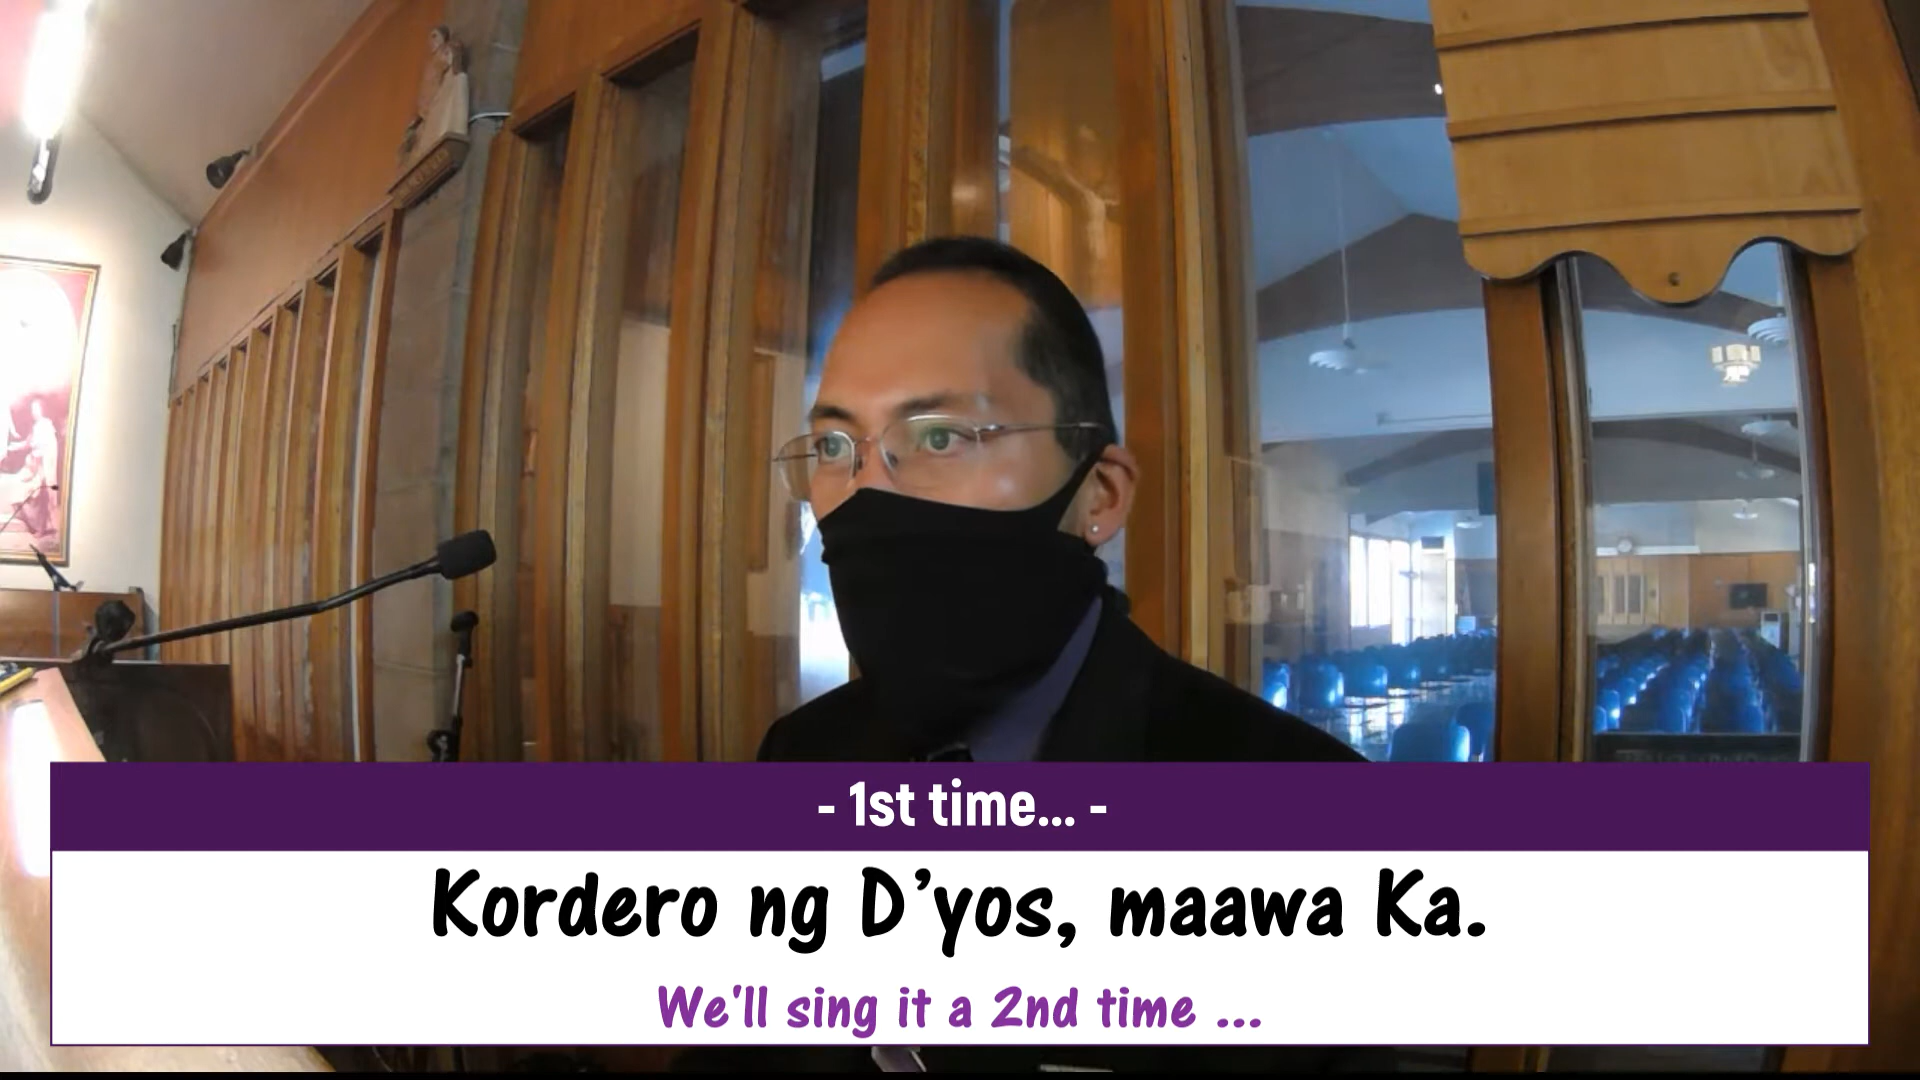 - 1st time... -
Kordero ng D’yos, maawa Ka.
We'll sing it a 2nd time ...